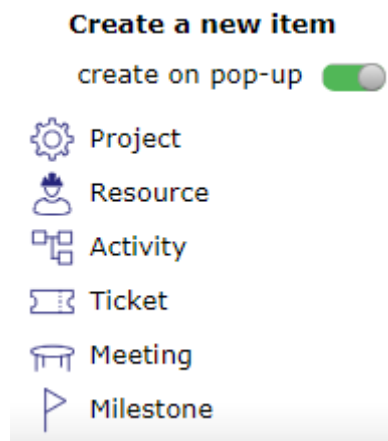 Create a new item
create on pop-up
Project
Resource
Activity
Ticket
Meeting
Milestone